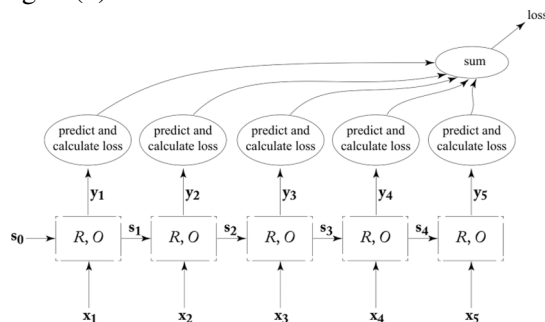 loss
sum
predict and
calculate loss
predict and
calculate loss
predict and
calculate loss
predict and
calculate loss
predict and
calculate loss
y1
y2
y3
y4
y5
s0
R, O
s1
R, O
s2
R, O
s3
R, O
s4
R, O
x1
x2
x3
x4
x5